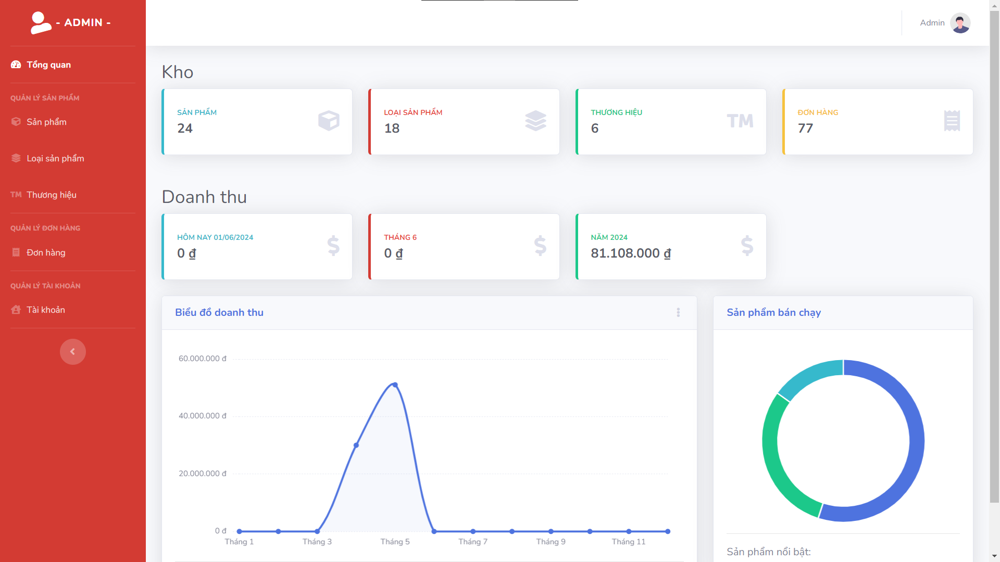 - ADMIN -
Tổng quan
QUẢN LÝ SẢN PHẨM
Sản phẩm
Loại sản phẩm
TM Thương hiệu
QUẢN LÝ ĐƠN HÀNG
Đơn hàng
QUẢN LÝ TÀI KHOẢN
Tài khoản
Admin
Kho
SẢN PHẨM
24
LOẠI SẢN PHẨM
18
THƯƠNG HIỆU
6
TM
ĐƠN HÀNG
77
Doanh thu
HÔM NAY 01/06/2024
0 ₫
$
THÁNG 6
0 ₫
$
NĂM 2024
81.108.000 ₫
$
Biểu đồ doanh thu
60.000.000 đ
40.000.000 đ
20.000.000 đ
0 đ
Tháng 1 Tháng 3 Tháng 5 Tháng 7 Tháng 9 Tháng 11
Sản phẩm bán chạy
Sản phẩm nổi bật: